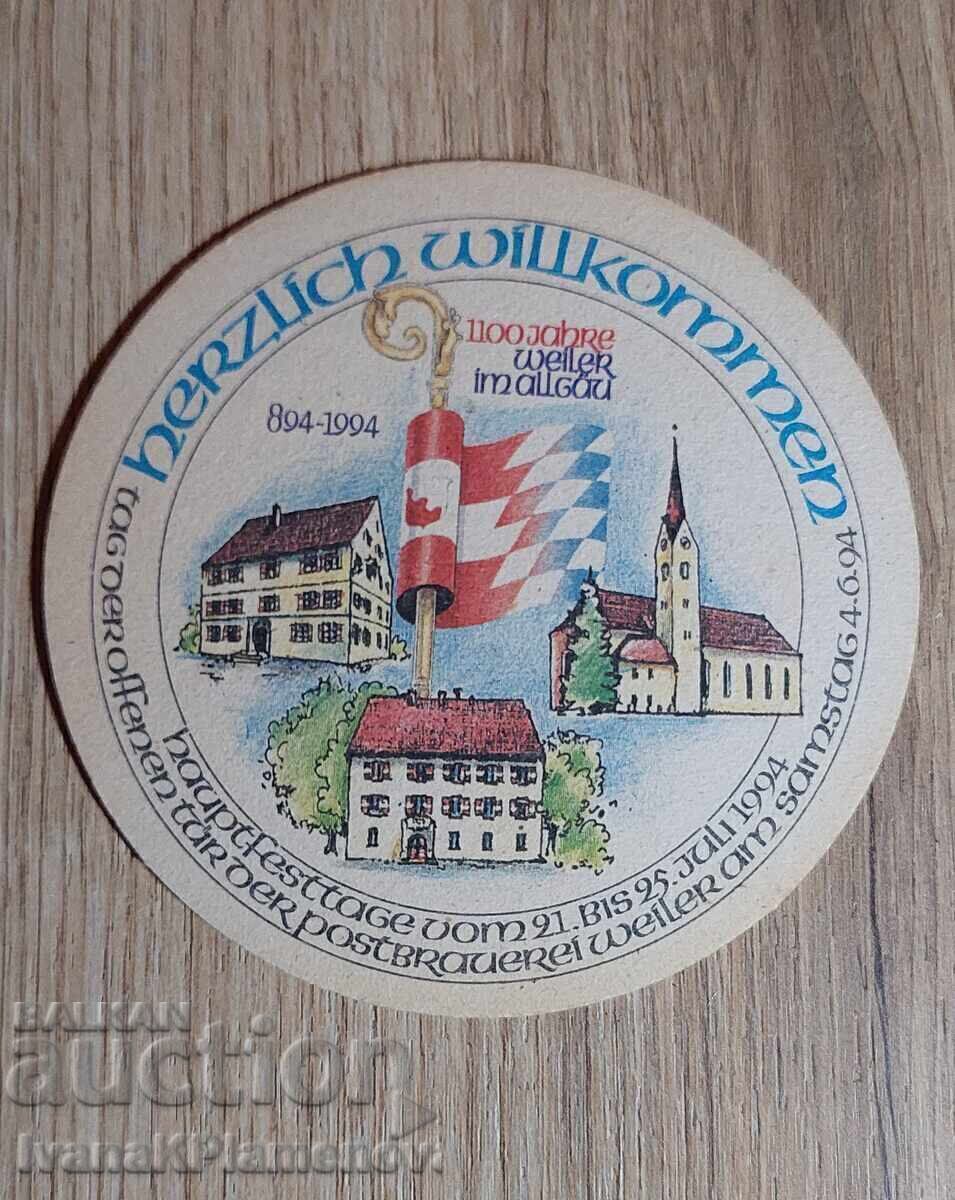 herzlich willkommen
1100 Jahre
weiler
im allgäu
894-1994
hauptfesttage vom 21. bis 25. Juli 1994
tag der offenen tür der postbrauerei weiler am samstag 4.6.94
BALKAN
auction
IvanaKPlamenov.